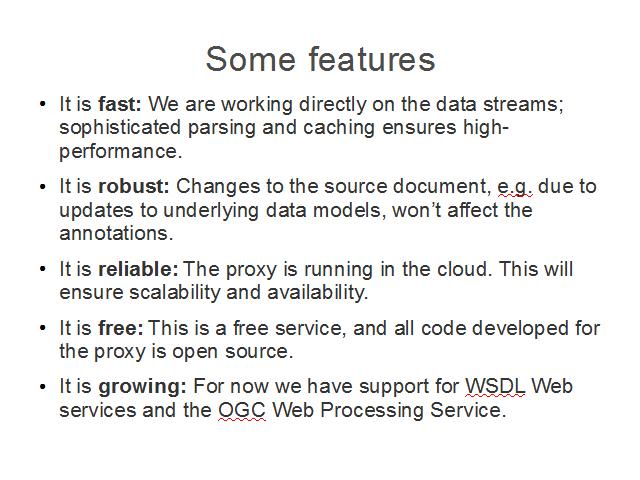 Some features
• It is fast: We are working directly on the data streams;
sophisticated parsing and caching ensures high-
performance.
• It is robust: Changes to the source document, e.g. due to
updates to underlying data models, won’t affect the
annotations.
• It is reliable: The proxy is running in the cloud. This will
ensure scalability and availability.
• It is free: This is a free service, and all code developed for
the proxy is open source.
• It is growing: For now we have support for WSDL Web
services and the OGC Web Processing Service.